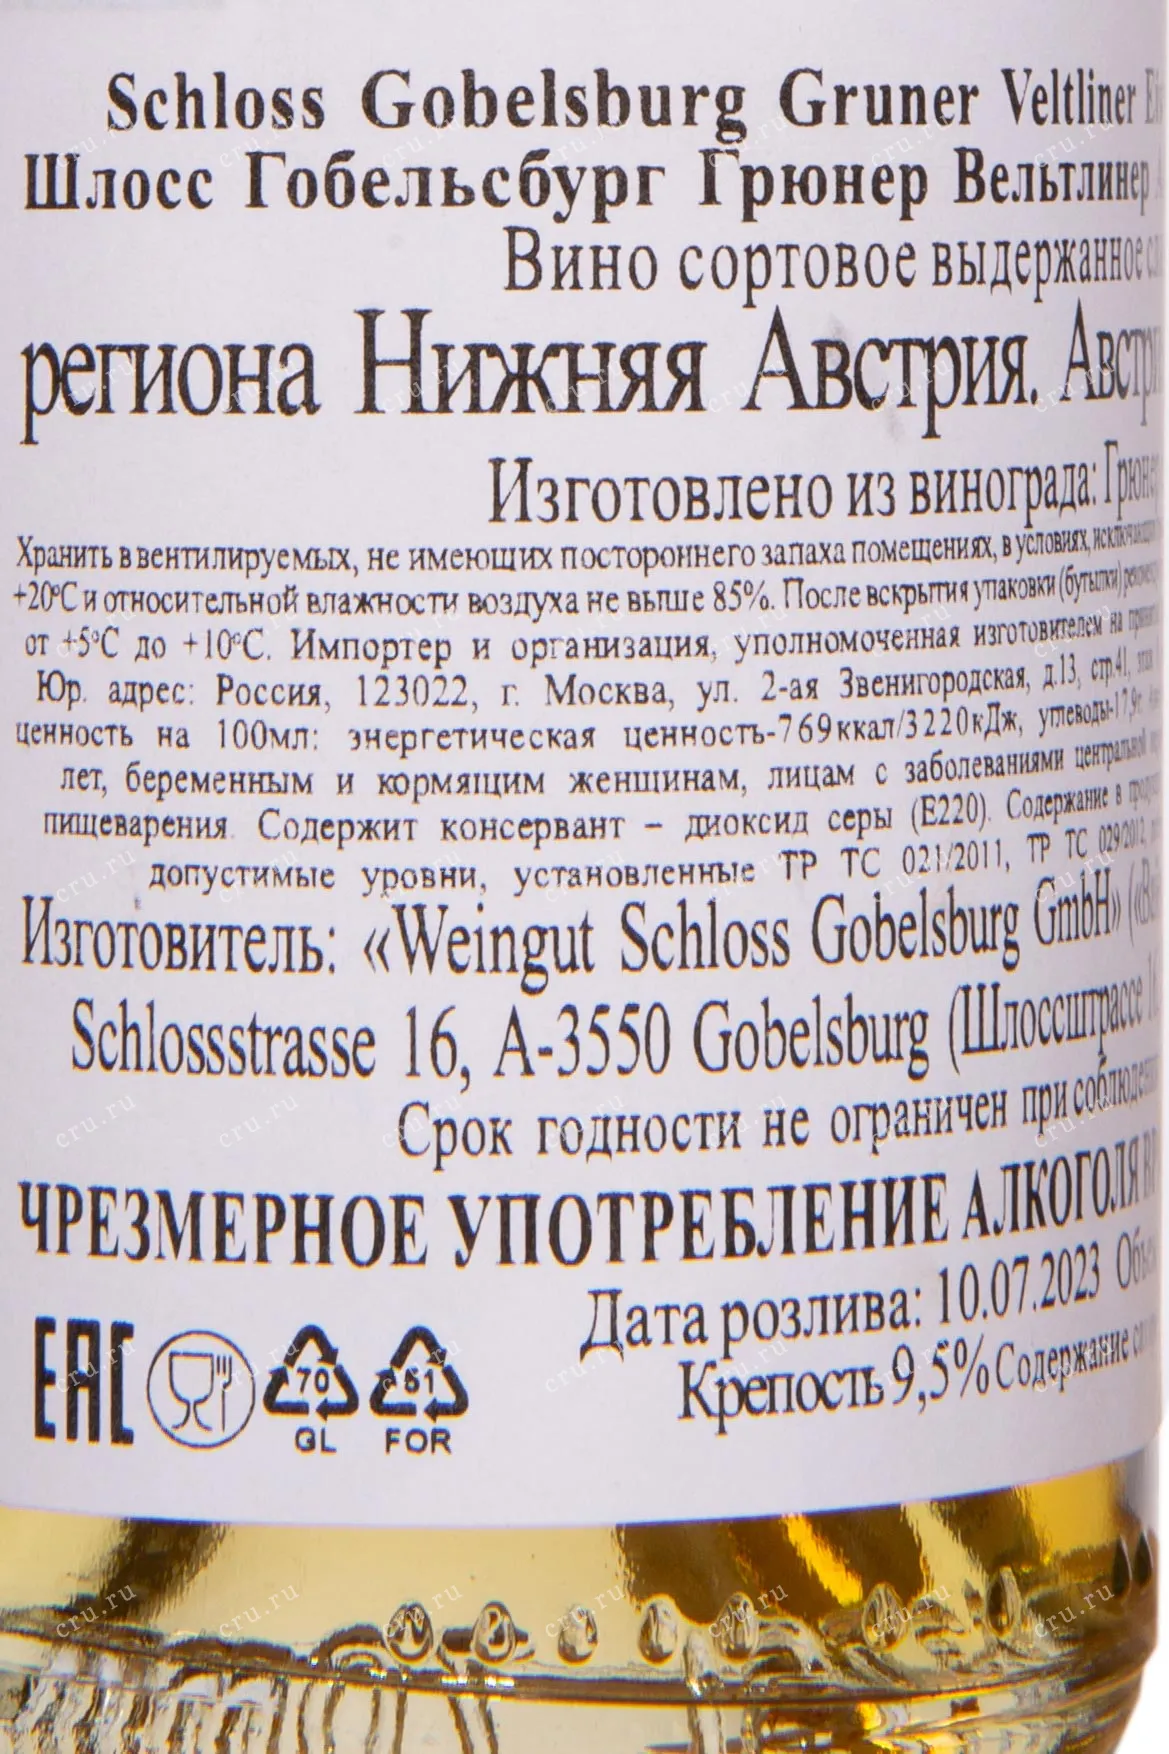 Schloss Gobelsburg Gruner Veltliner
Шлосс Гобельсбург Грюнер Вельтлинер
Вино сортовое выдержанное
региона Нижняя Австрия.
Изготовлено из винограда:
Хранить в вентилируемых, не имеющих постороннего запаха помещениях, в условиях,
+20°С и относительной влажности воздуха не выше 85%. После вскрытия упаковки (бутылки)
от +5°С до +10°С. Импортер и организация, уполномоченная изготовителем на
Юр. адрес: Россия, 123022, г. Москва, ул. 2-ая Звенигородская, д.13, стр.41,
ценность на 100мл: энергетическая ценность-769ккал/3220кДж, углеводы-17,9г.
лет, беременным и кормящим женщинам, лицам с заболеваниями центральной
пищеварения. Содержит консервант – диоксид серы (Е220). Содержание в
допустимые уровни, установленные ТР ТС 021/2011, ТР ТС 029/2012,
Изготовитель: «Weingut Schloss Gobelsburg GmbH»
Schlossstrasse 16, A-3550 Gobelsburg (Шлоссштрассе
Срок годности не ограничен при
ЧРЕЗМЕРНОЕ УПОТРЕБЛЕНИЕ АЛКОГОЛЯ
Дата розлива: 10.07.2023
Крепость 9,5% Содержание
ЕАС
70
GL
FOR
cru.ru